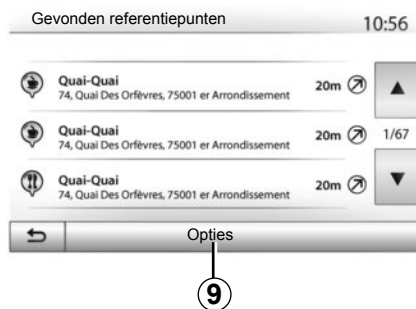 Gevonden referentiepunten 10:56
Quai-Quai
74, Quai Des Orfèvres, 75001 er Arrondissement
20m
Quai-Quai
74, Quai Des Orfèvres, 75001 er Arrondissement
20m
1/67
Quai-Quai
74, Quai Des Orfèvres, 75001 er Arrondissement
20m
Opties
9